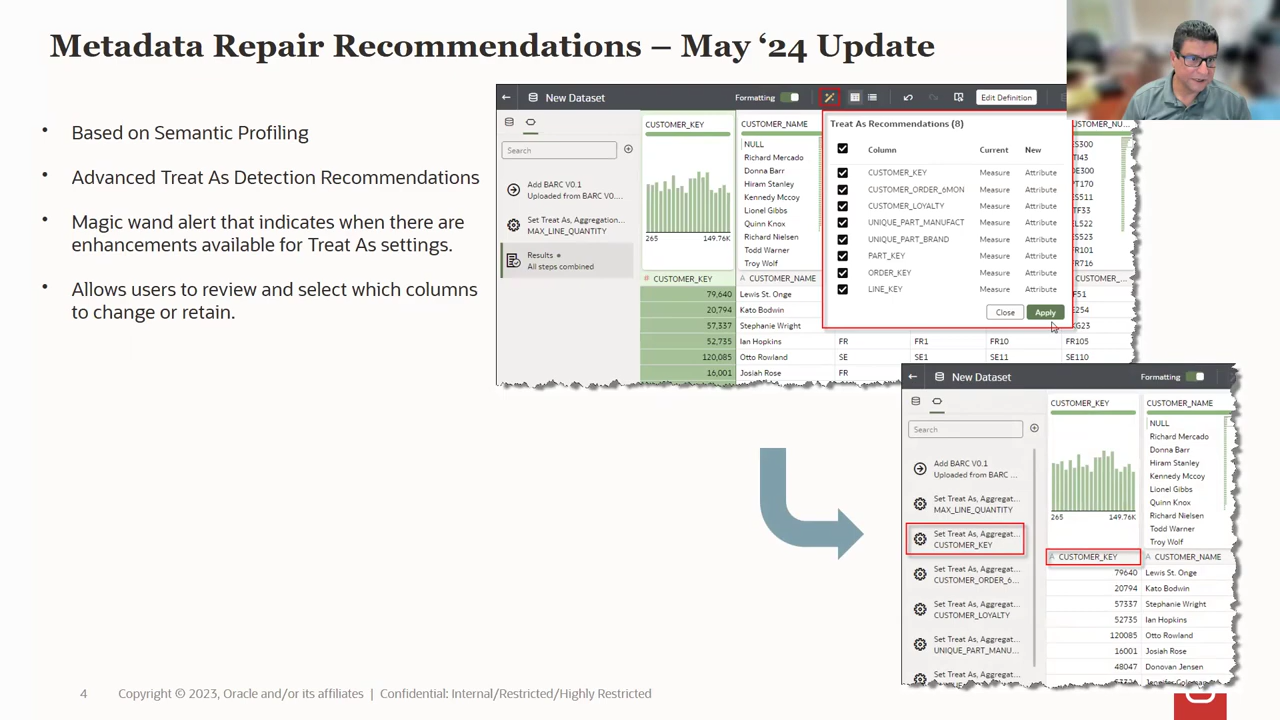 Metadata Repair Recommendations – May ‘24 Update
• Based on Semantic Profiling
• Advanced Treat As Detection Recommendations
• Magic wand alert that indicates when there are
enhancements available for Treat As settings.
• Allows users to review and select which columns
to change or retain.
New Dataset
Formatting
Edit Definition
Search
Add BARC V0.1
Uploaded from BARC V0....
Set Treat As, Aggregation...
MAX_LINE_QUANTITY
Results
All steps combined
CUSTOMER_KEY
265 149.76K
CUSTOMER_NAME
NULL
Richard Mercado
Donna Barr
Hiram Stanley
Kennedy Mccoy
Lionel Gibbs
Quinn Knox
Richard Nielsen
Todd Warner
Troy Wolf
Treat As Recommendations (8)
Column Current New
CUSTOMER_KEY Measure Attribute
CUSTOMER_ORDER_6MON Measure Attribute
CUSTOMER_LOYALTY Measure Attribute
UNIQUE_PART_MANUFACT Measure Attribute
UNIQUE_PART_BRAND Measure Attribute
PART_KEY Measure Attribute
ORDER_KEY Measure Attribute
LINE_KEY Measure Attribute
Close Apply
CUSTOMER_NU...
# CUSTOMER_KEY A CUSTOMER_NAME
79,640 Lewis St. Onge
20,794 Kato Bodwin
57,337 Stephanie Wright
52,735 Ian Hopkins FR FR1 FR10 FR105
120,085 Otto Rowland SE SE1 SE11 SE110
16,001 Josiah Rose FR
New Dataset
Formatting
Search
Add BARC V0.1
Uploaded from BARC ...
Set Treat As, Aggregat...
MAX_LINE_QUANTITY
Set Treat As, Aggregat...
CUSTOMER_KEY
Set Treat As, Aggregat...
CUSTOMER_ORDER_6...
Set Treat As, Aggregat...
CUSTOMER_LOYALTY
Set Treat As, Aggregat...
UNIQUE_PART_MANU...
Set Treat As, Aggregat...
CUSTOMER_KEY
265 149.76K
CUSTOMER_NAME
NULL
Richard Mercado
Donna Barr
Hiram Stanley
Kennedy Mccoy
Lionel Gibbs
Quinn Knox
Richard Nielsen
Todd Warner
Troy Wolf
A CUSTOMER_KEY A CUSTOMER_NAME
79640 Lewis St. Onge
20794 Kato Bodwin
57337 Stephanie Wright
52735 Ian Hopkins
120085 Otto Rowland
16001 Josiah Rose
48047 Donovan Jensen
4 Copyright © 2023, Oracle and/or its affiliates | Confidential: Internal/Restricted/Highly Restricted